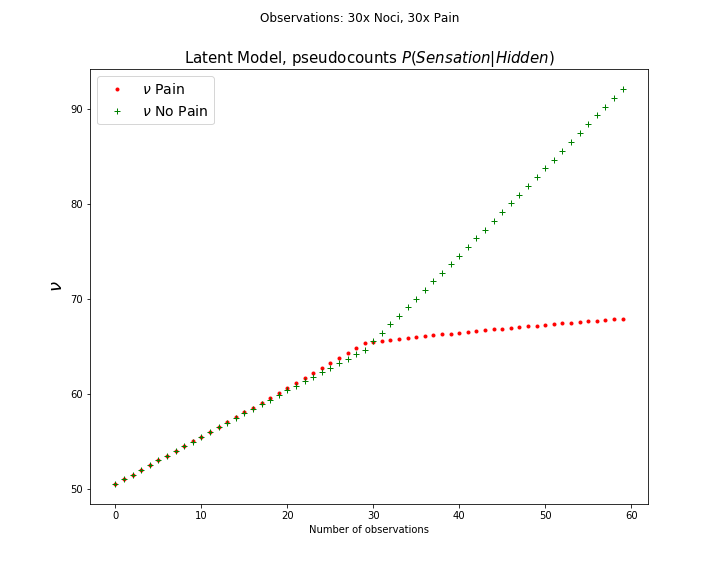 Observations: 30x Noci, 30x Pain
Latent Model, pseudocounts P(Sensation|Hidden)
ν Pain
ν No Pain
90
80
70
60
50
ν
0 10 20 30 40 50 60
Number of observations